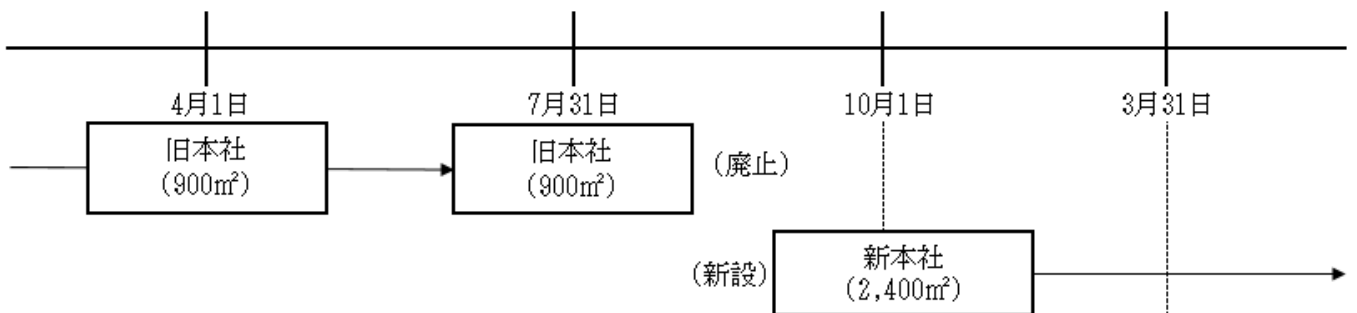 4月1日
7月31日
10月1日
3月31日
旧本社
(900㎡)
旧本社
(900㎡)
(廃止)
(新設)
新本社
(2,400㎡)